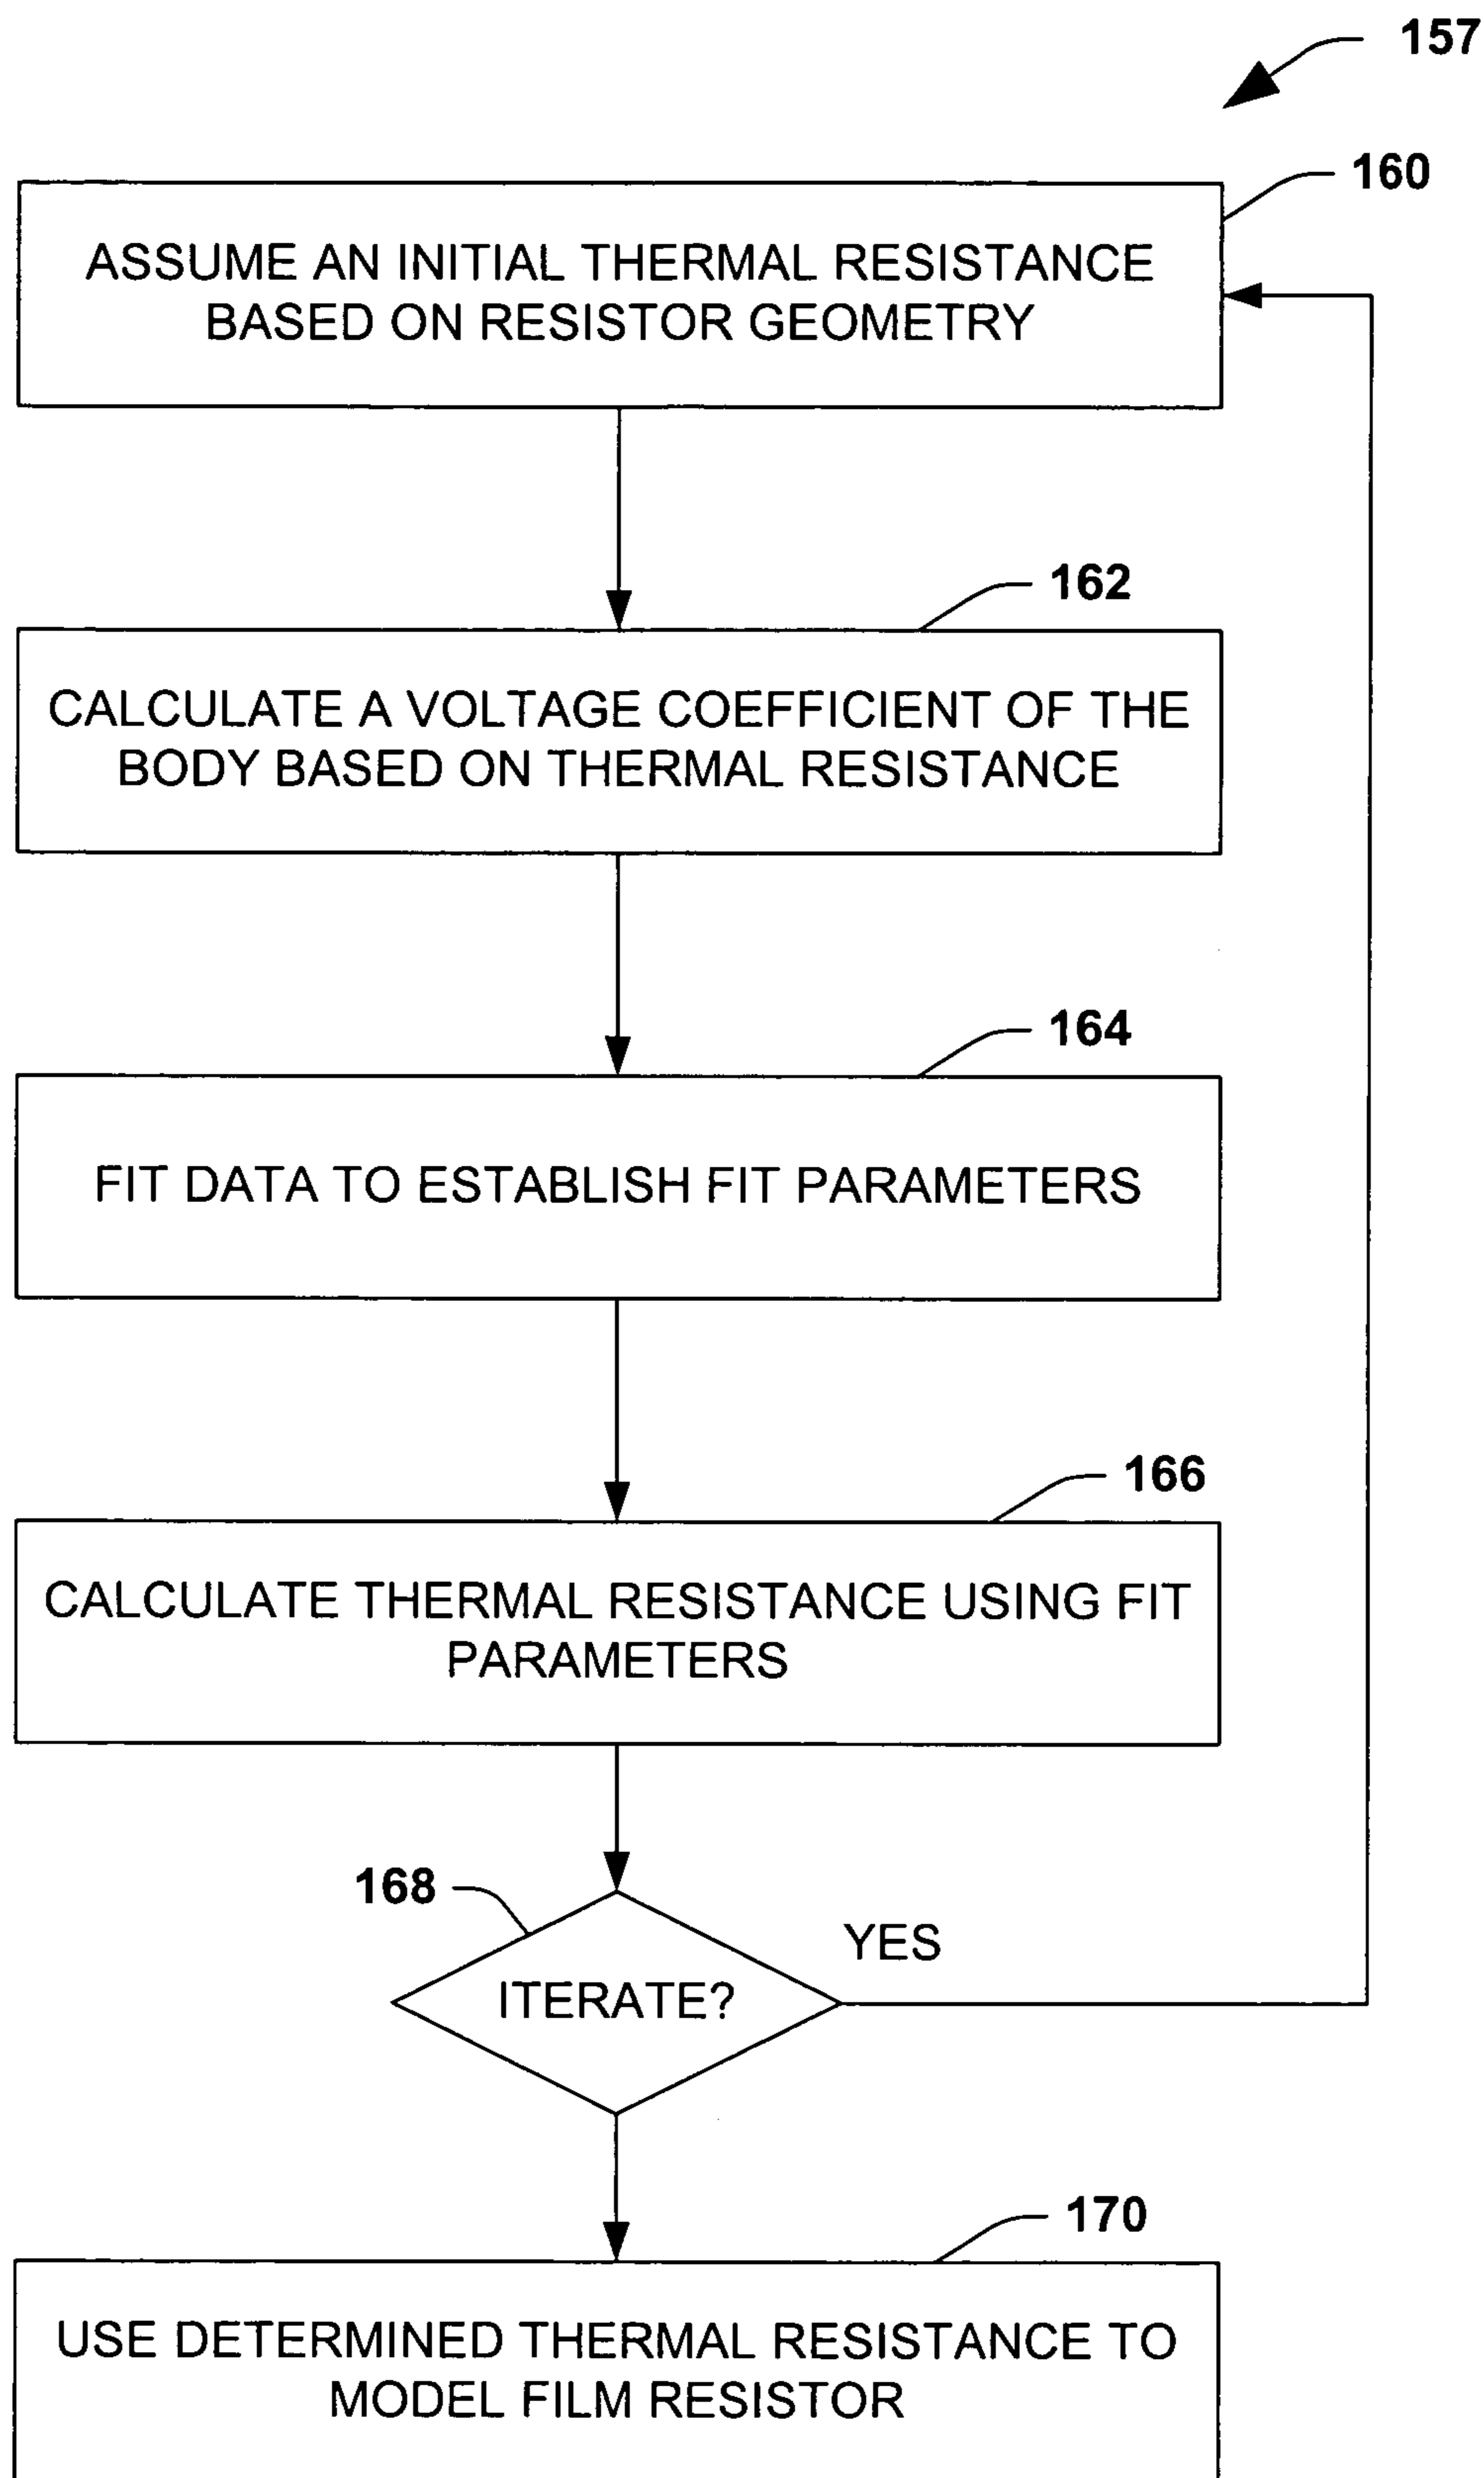 157
160
ASSUME AN INITIAL THERMAL RESISTANCE
BASED ON RESISTOR GEOMETRY
162
CALCULATE A VOLTAGE COEFFICIENT OF THE
BODY BASED ON THERMAL RESISTANCE
164
FIT DATA TO ESTABLISH FIT PARAMETERS
166
CALCULATE THERMAL RESISTANCE USING FIT
PARAMETERS
168
YES
ITERATE?
170
USE DETERMINED THERMAL RESISTANCE TO
MODEL FILM RESISTOR